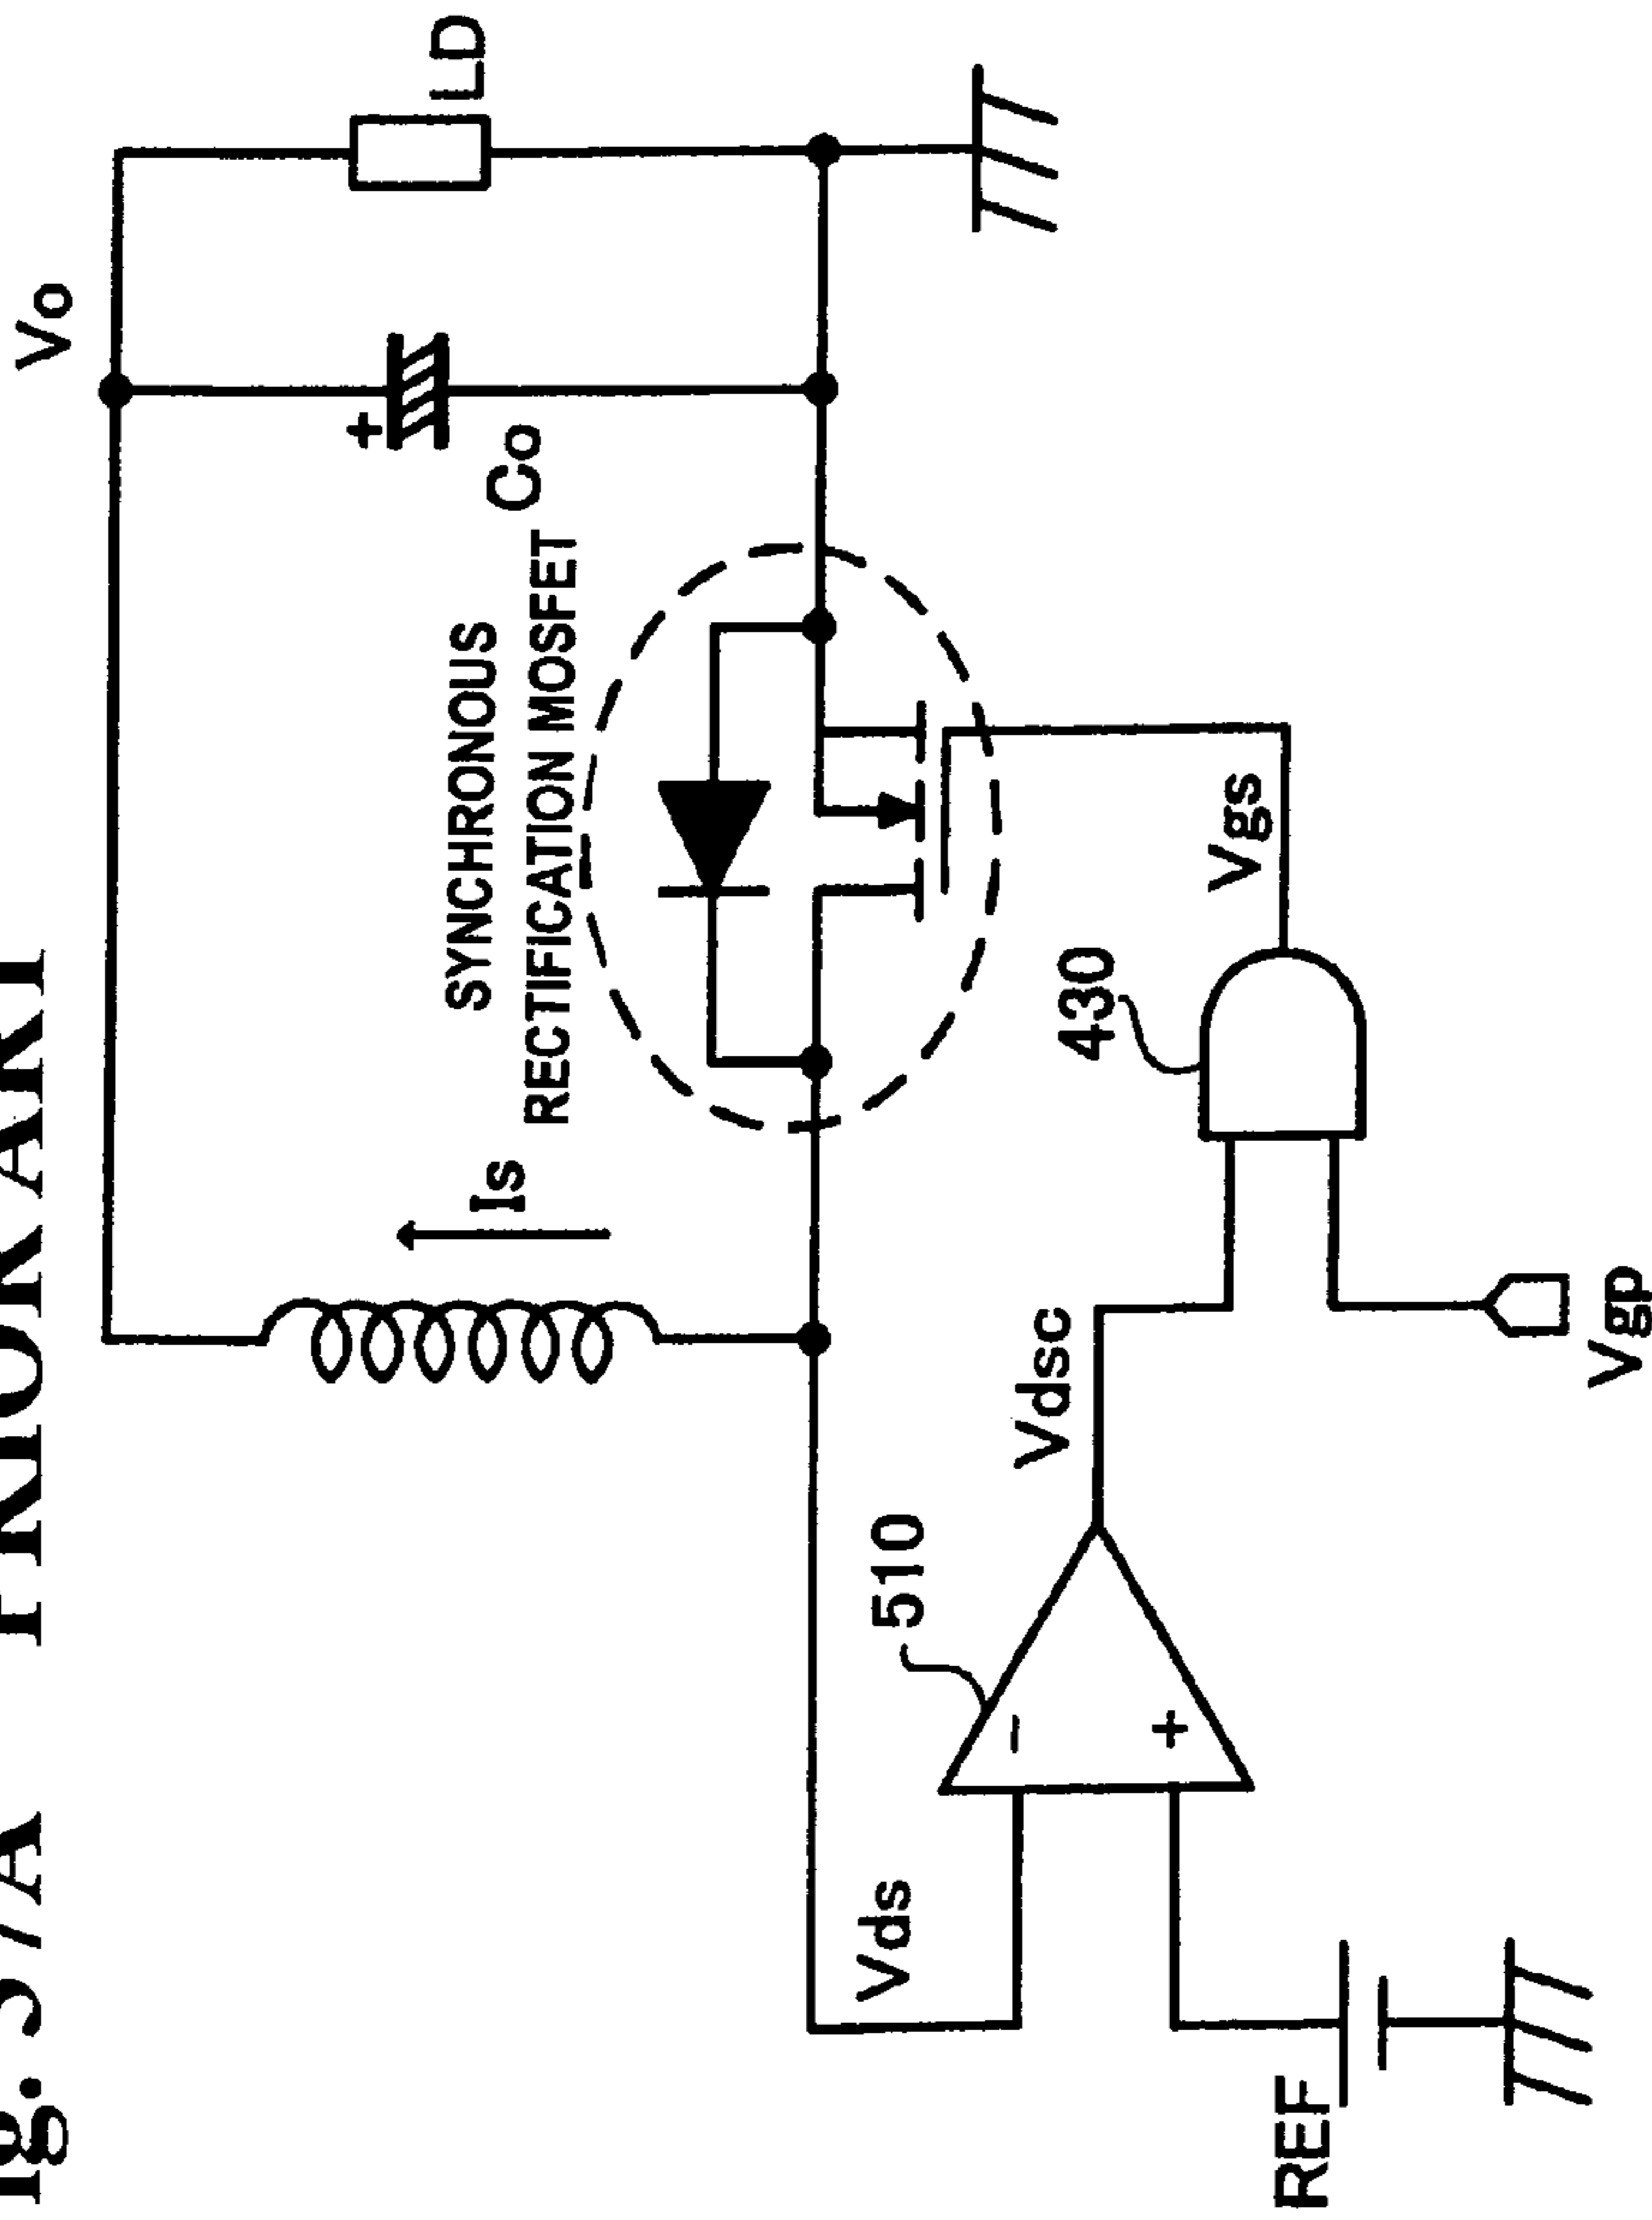 Vo
LD
+
Co
SYNCHRONOUS
RECTIFICATION MOSFET
Is
Vds
510
-
+
Vdsc
430
Vgs
REF
Vgp